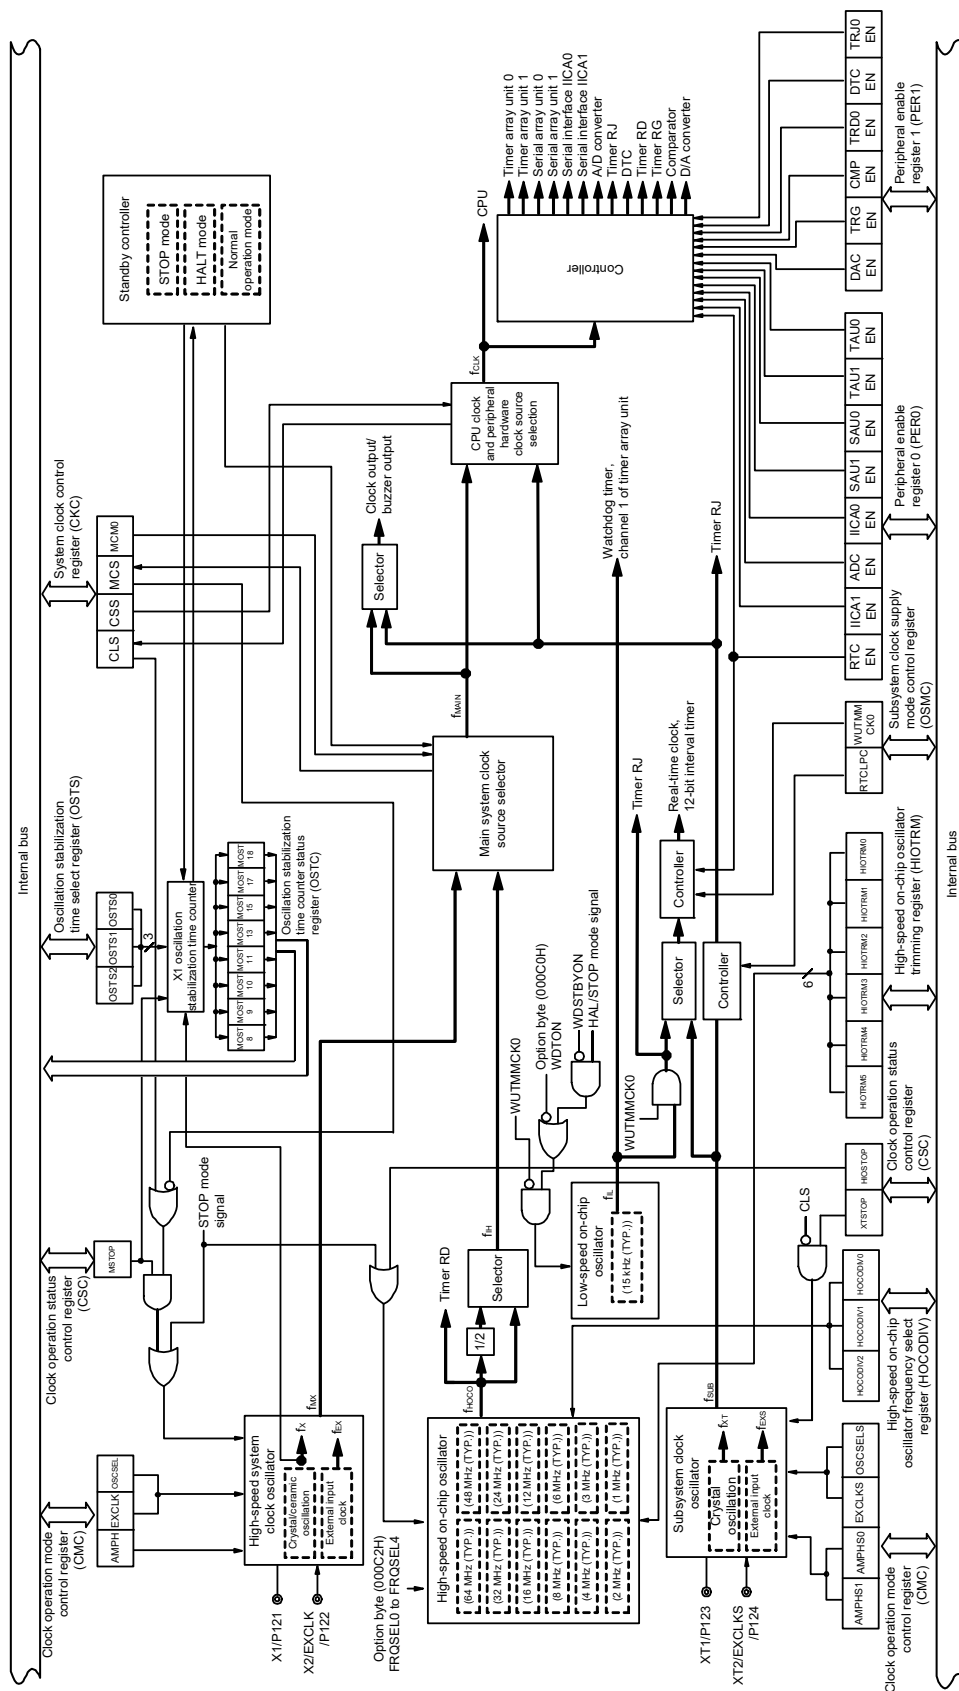 Internal bus
Clock operation mode
control register
(CMC)
AMPH
EXCLK
OSCSEL
Clock operation status
control register
(CSC)
MSTOP
STOP mode
signal
Oscillation stabilization
time select register (OSTS)
OSTS2
OSTS1
OSTS0
3
X1 oscillation
stabilization time counter
MOST
8
MOST
9
MOST
10
MOST
11
MOST
13
MOST
15
MOST
17
MOST
18
Oscillation stabilization
time counter status
register (OSTC)
System clock control
register (CKC)
CLS
CSS
MCS
MCM0
Standby controller
STOP mode
HALT mode
Normal
operation mode
High-speed system
clock oscillator
Crystal/ceramic
oscillation
External input
clock
fX
fEX
fMX
X1/P121
X2/EXCLK
/P122
Option byte (000C2H)
FRQSEL0 to FRQSEL4
High-speed on-chip oscillator
(64 MHz (TYP.))
(48 MHz (TYP.))
(32 MHz (TYP.))
(24 MHz (TYP.))
(16 MHz (TYP.))
(12 MHz (TYP.))
(8 MHz (TYP.))
(6 MHz (TYP.))
(4 MHz (TYP.))
(3 MHz (TYP.))
(2 MHz (TYP.))
(1 MHz (TYP.))
fHOCO
Timer RD
1/2
Selector
fIH
WUTMMCK0
Option byte (000C0H)
WDTON
WDSTBYON
HAL/STOP mode signal
Main system clock
source selector
fMAIN
Selector
Clock output/
buzzer output
CPU clock
and peripheral
hardware
clock source
selection
fCLK
CPU
Controller
Timer array unit 0
Timer array unit 1
Serial array unit 0
Serial array unit 1
Serial interface IICA0
Serial interface IICA1
A/D converter
Timer RJ
DTC
Timer RD
Timer RG
Comparator
D/A converter
Low-speed on-chip
oscillator
(15 kHz (TYP.))
fIL
Watchdog timer,
channel 1 of timer array unit
WUTMMCK0
Timer RJ
Selector
Controller
Real-time clock,
12-bit interval timer
Controller
Timer RJ
Subsystem clock
oscillator
Crystal
oscillation
External input
clock
fXT
fEXS
fSUB
XT1/P123
XT2/EXCLKS
/P124
CLS
6
AMPHS1
AMPHS0
EXCLKS
OSCSELS
Clock operation mode
control register
(CMC)
HOCODIV2
HOCODIV1
HOCODIV0
High-speed on-chip
oscillator frequency select
register (HOCODIV)
XTSTOP
HIOSTOP
Clock operation status
control register
(CSC)
HIOTRM5
HIOTRM4
HIOTRM3
HIOTRM2
HIOTRM1
HIOTRM0
High-speed on-chip oscillator
trimming register (HIOTRM)
RTCLPC
WUTMM
CK0
Subsystem clock supply
mode control register
(OSMC)
RTC
EN
IICA1
EN
ADC
EN
IICA0
EN
SAU1
EN
SAU0
EN
TAU1
EN
TAU0
EN
Peripheral enable
register 0 (PER0)
DAC
EN
TRG
EN
CMP
EN
TRD0
EN
DTC
EN
TRJ0
EN
Peripheral enable
register 1 (PER1)
Internal bus